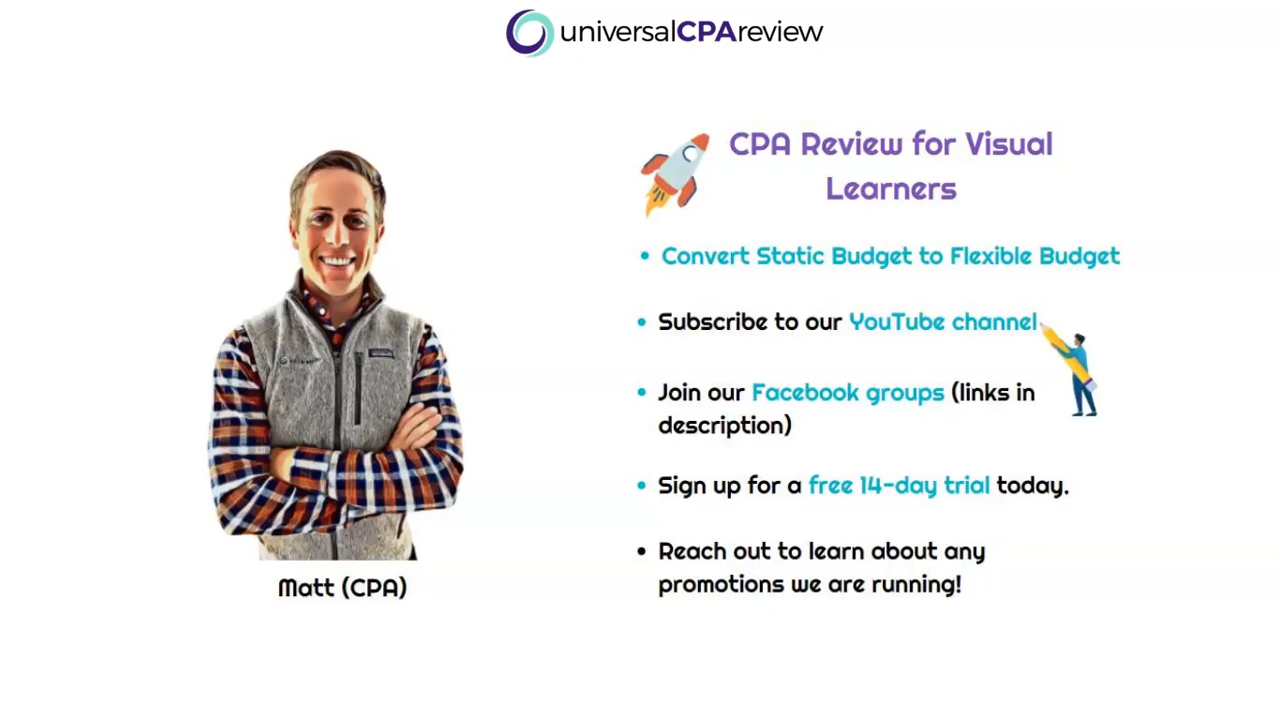 universalCPAreview
CPA Review for Visual
Learners
Convert Static Budget to Flexible Budget
Subscribe to our YouTube channel
Join our Facebook groups (links in
description)
Sign up for a free 14-day trial today.
Reach out to learn about any
promotions we are running!
Matt (CPA)